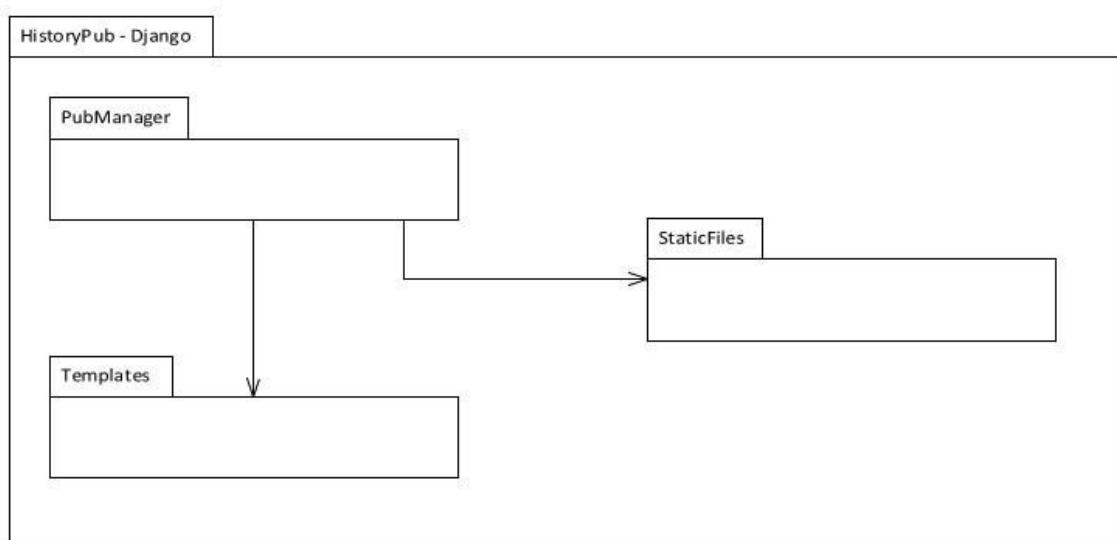 HistoryPub - Django
PubManager
StaticFiles
Templates